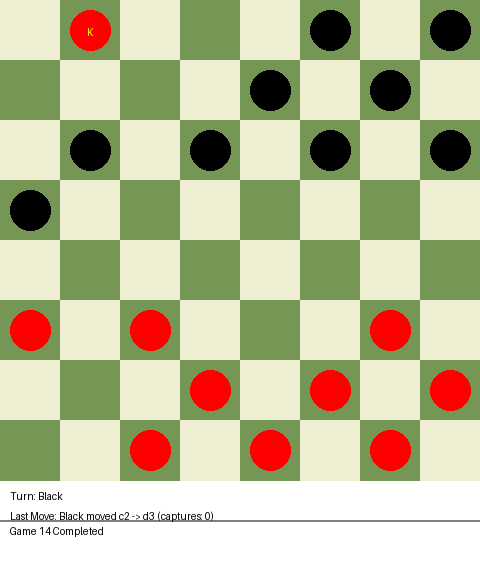 K
Turn: Black
Last Move: Black moved c2 -> d3 (captures: 0)
Game 14 Completed